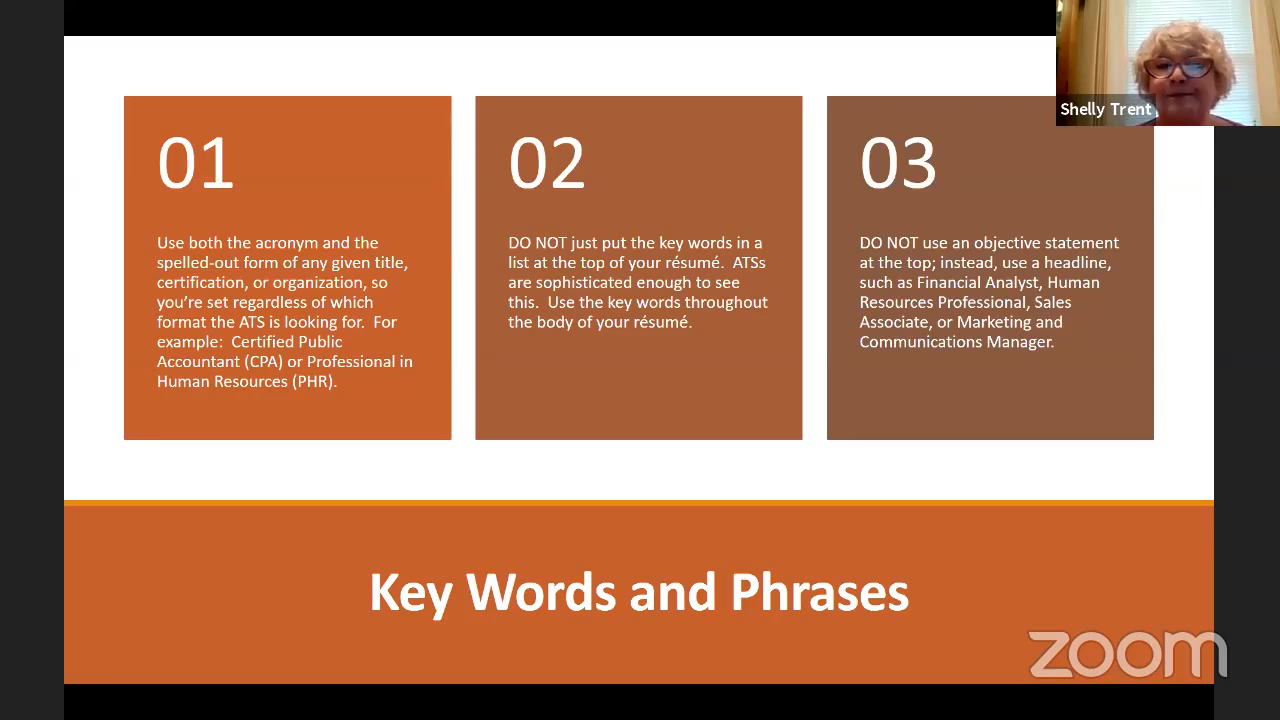 Shelly Trent
01
Use both the acronym and the
spelled-out form of any given title,
certification, or organization, so
you're set regardless of which
format the ATS is looking for.  For
example:  Certified Public
Accountant (CPA) or Professional in
Human Resources (PHR).
02
DO NOT just put the key words in a
list at the top of your résumé.  ATSs
are sophisticated enough to see
this.  Use the key words throughout
the body of your résumé.
03
DO NOT use an objective statement
at the top; instead, use a headline,
such as Financial Analyst, Human
Resources Professional, Sales
Associate, or Marketing and
Communications Manager.
Key Words and Phrases
zoom